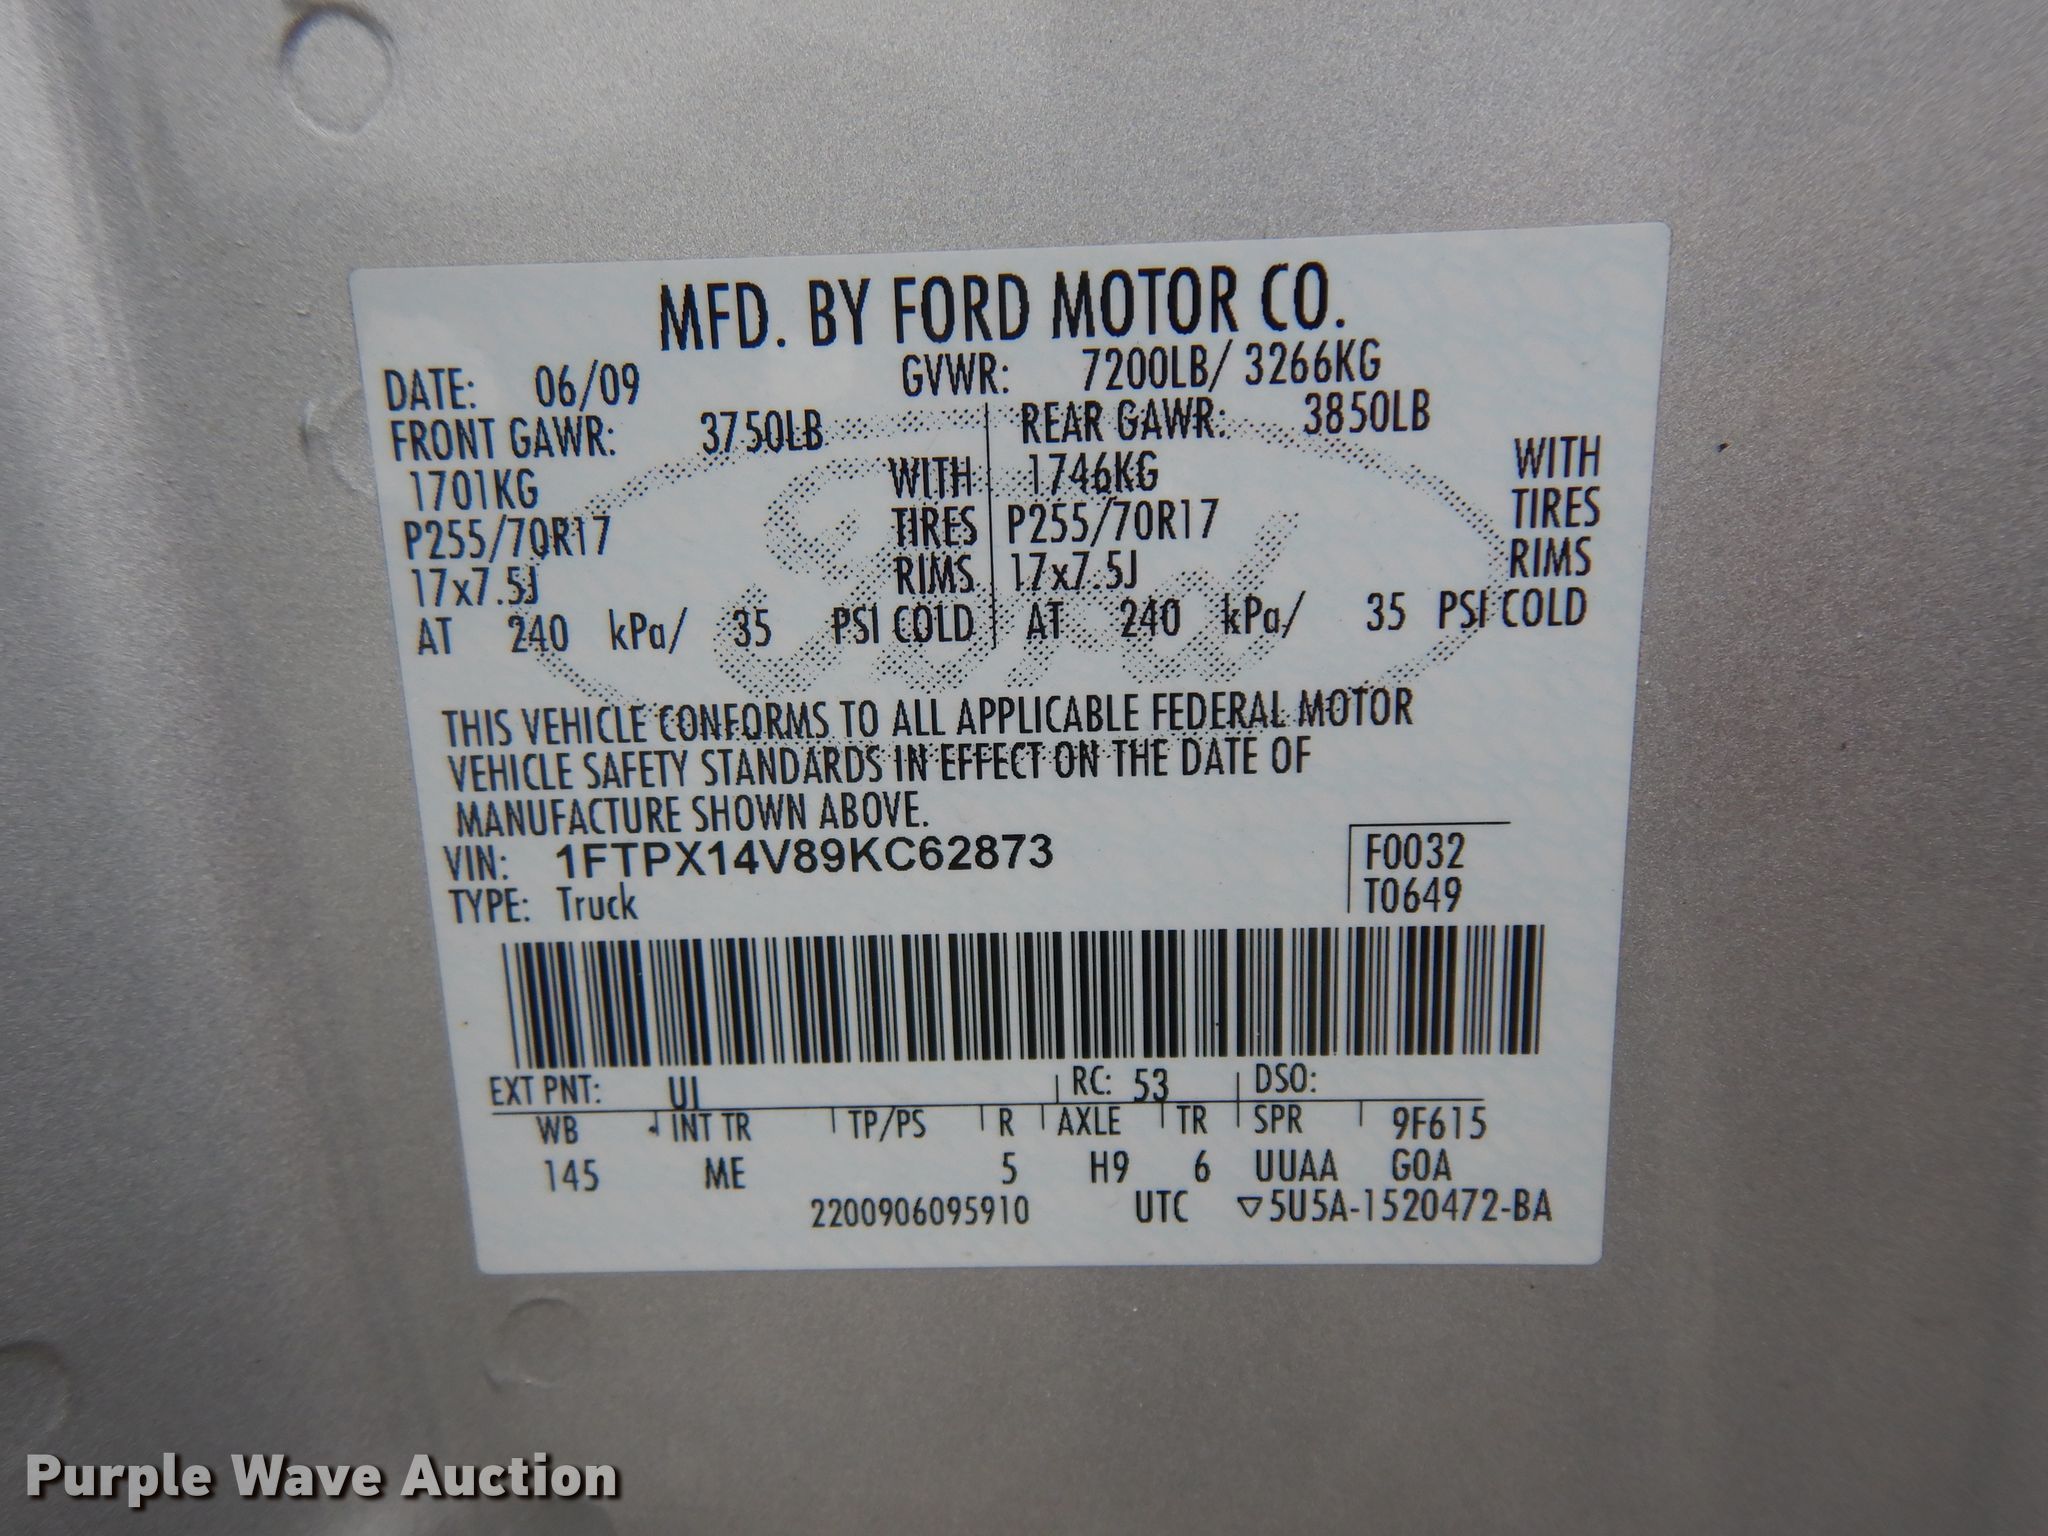 MFD. BY FORD MOTOR CO.
DATE: 06/09 GVWR: 7200LB/ 3266KG
FRONT GAWR: 3750LB REAR GAWR: 3850LB
1701KG WITH 1746KG WITH
P255/70R17 TIRES P255/70R17 TIRES
17x7.5J RIMS 17x7.5J RIMS
AT 240 kPa/ 35 PSI COLD AT 240 kPa/ 35 PSI COLD
Ford
THIS VEHICLE CONFORMS TO ALL APPLICABLE FEDERAL MOTOR
VEHICLE SAFETY STANDARDS IN EFFECT ON THE DATE OF
MANUFACTURE SHOWN ABOVE.
VIN: 1FTPX14V89KC62873 F0032
TYPE: Truck T0649
EXT PNT: UJ RC: 53 DSO:
WB INT TR TP/PS R AXLE TR SPR 9F615
145 ME 5 H9 6 UUAA GOA
2200906095910 UTC ▽5U5A-1520472-BA
Purple Wave Auction